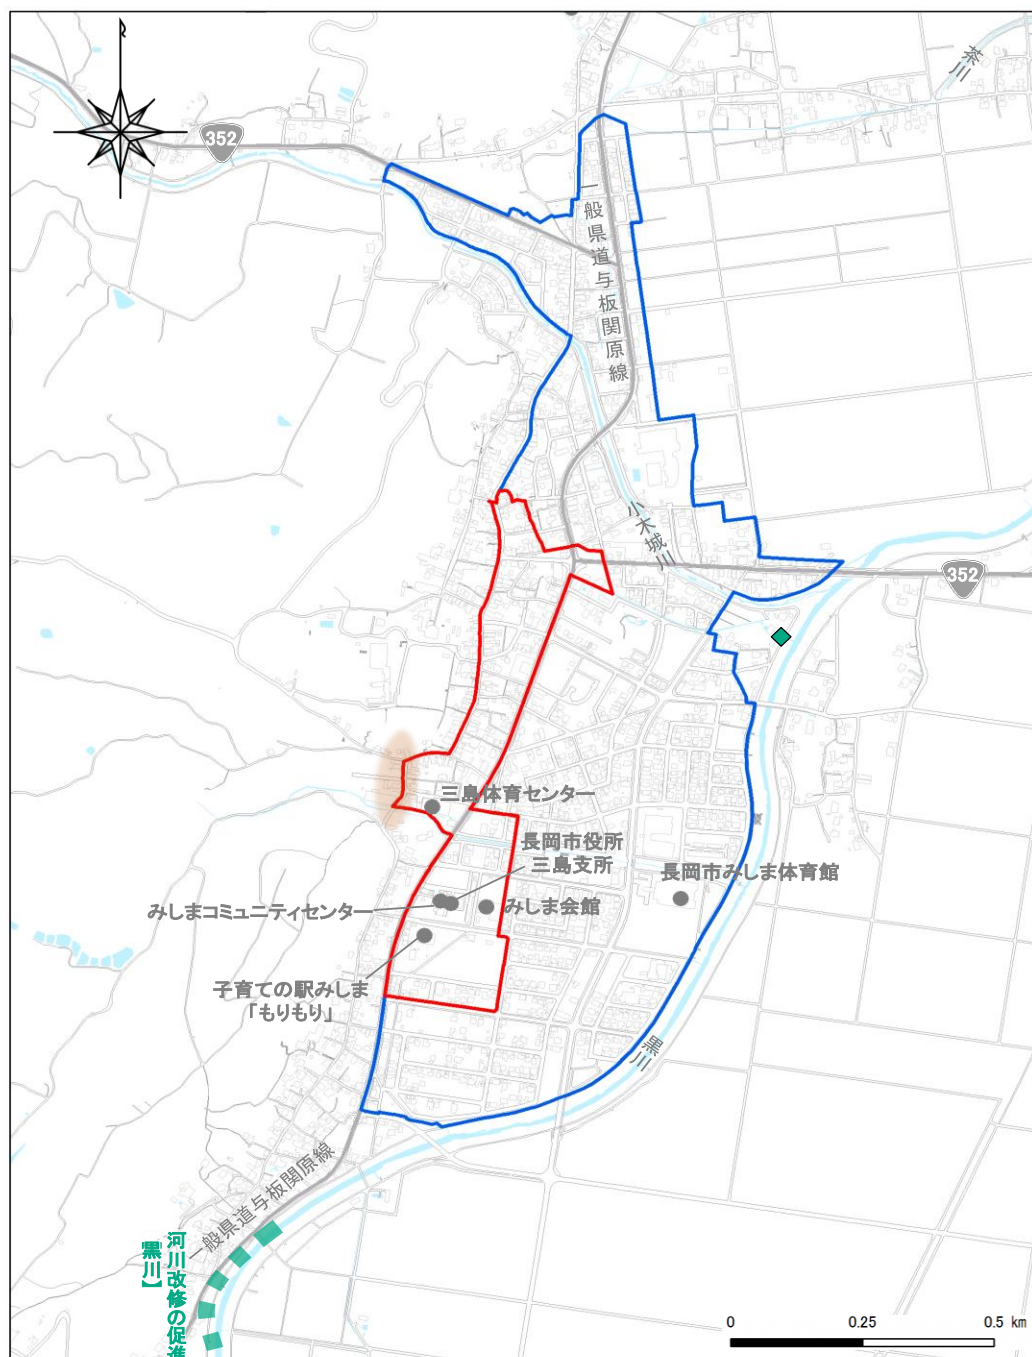 茶川
352
一般県道与板関原線
小木城川
352
三島体育センター
長岡市役所
三島支所
長岡市みしま体育館
みしまコミュニティセンター
みしま会館
子育ての駅みしま
「もりもり」
黒川
一般県道与板関原線
河川改修の促進
【黒川】
0 0.25 0.5 km